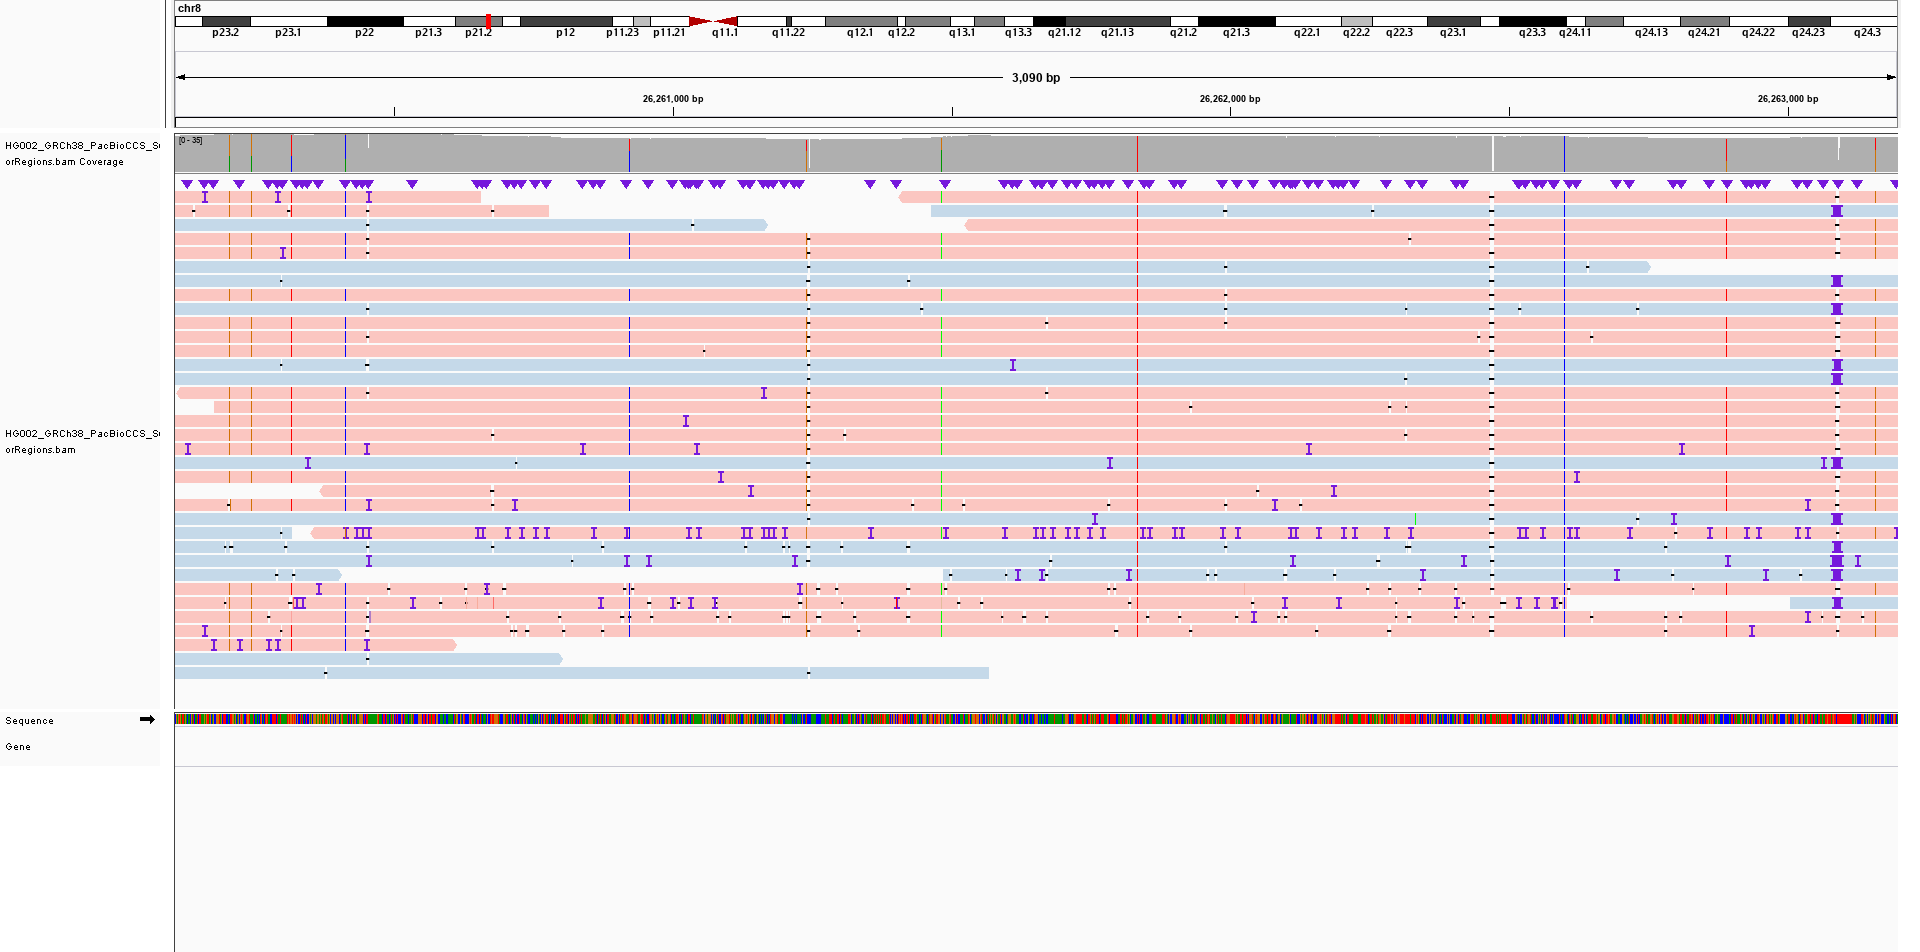 chr8
p23.2 p23.1 p22 p21.3 p21.2 p12 p11.23 p11.21 q11.1 q11.22 q12.1 q12.2 q13.1 q13.3 q21.12 q21.13 q21.2 q21.3 q22.1 q22.2 q22.3 q23.1 q23.3 q24.11 q24.13 q24.21 q24.22 q24.23 q24.3
3,090 bp
26,261,000 bp 26,262,000 bp 26,263,000 bp
[0 - 35]
HG002_GRCh38_PacBioCCS_S
orRegions.bam Coverage
HG002_GRCh38_PacBioCCS_S
orRegions.bam
Sequence
Gene